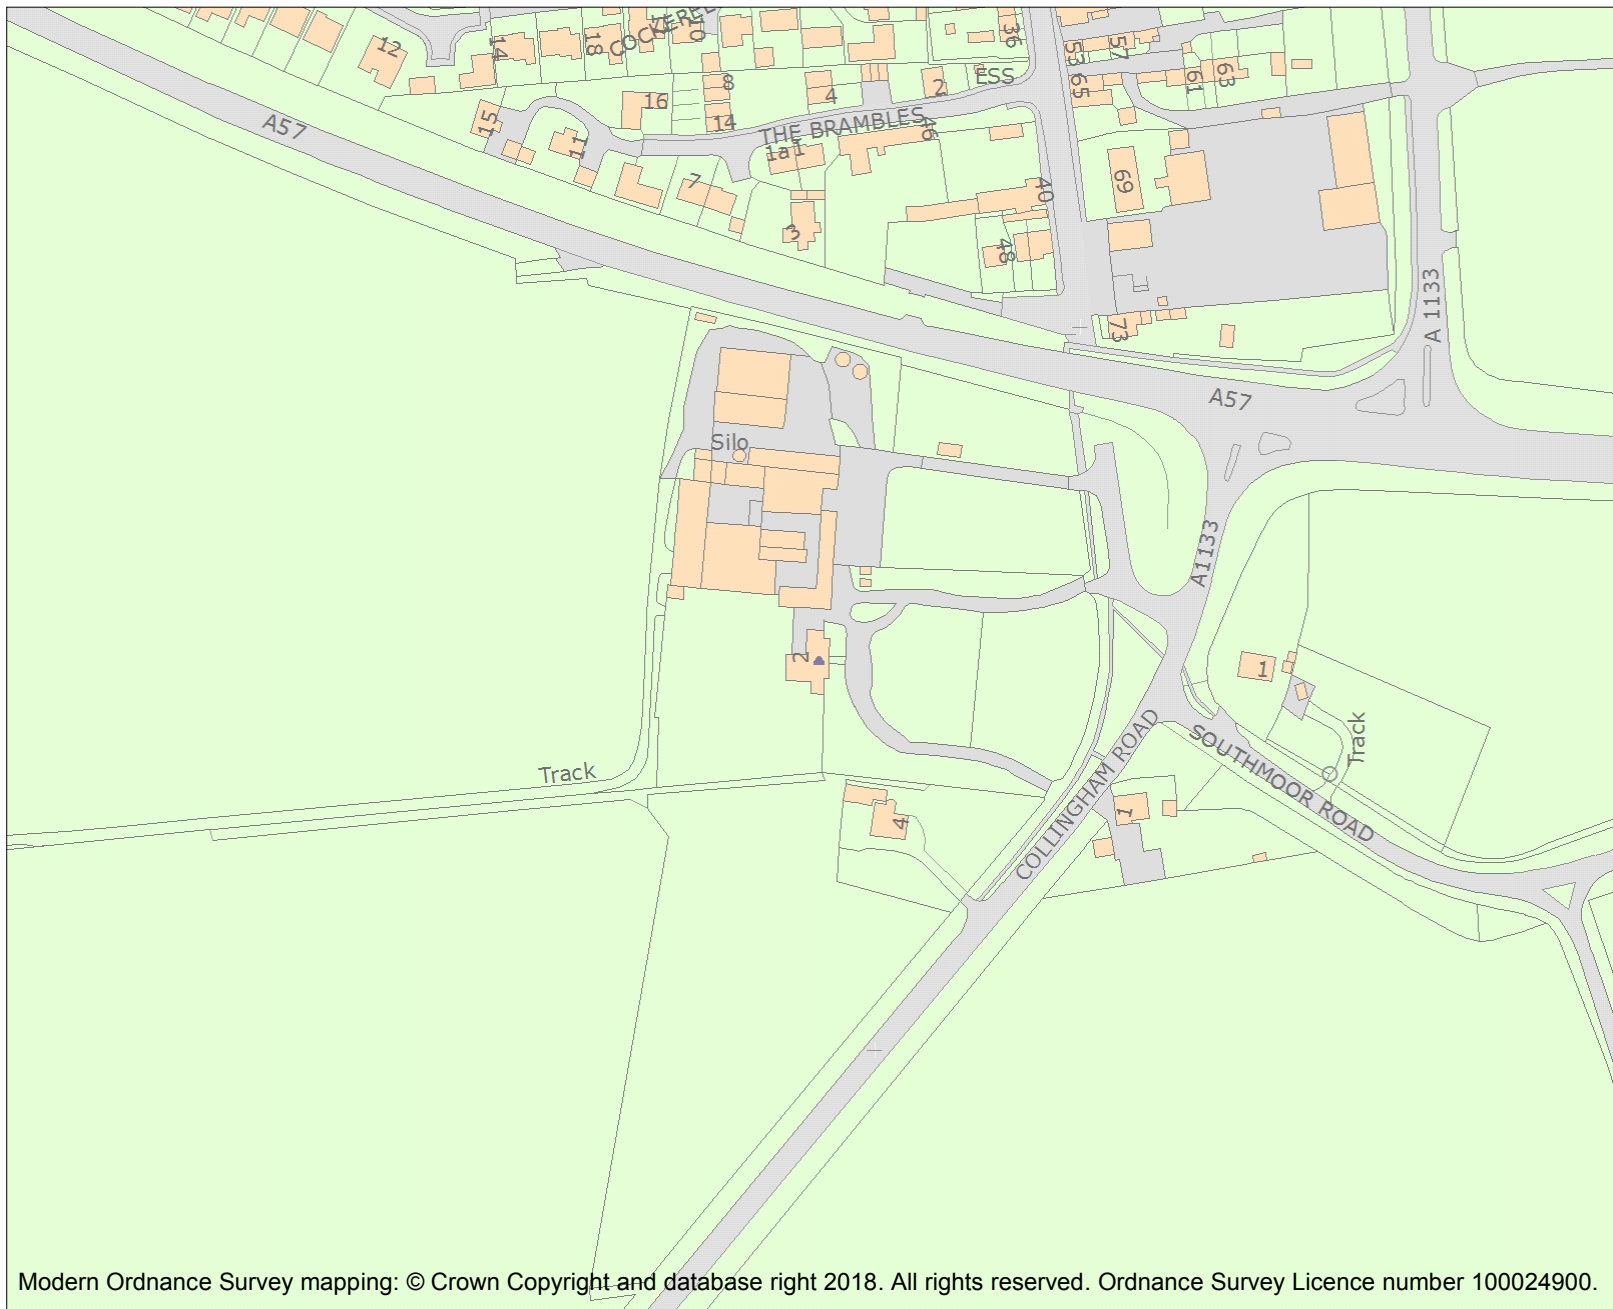 12
14
18
COCKEREL
10
36
53
57
65
61
63
ESS
A57
15
11
16
8
14
4
2
THE BRAMBLES
46
1a1
7
3
40
48
69
73
A 1133
A57
Silo
A1133
2
1
Track
Track
SOUTHMOOR ROAD
COLLINGHAM ROAD
4
1
Modern Ordnance Survey mapping: © Crown Copyright and database right 2018. All rights reserved. Ordnance Survey Licence number 100024900.